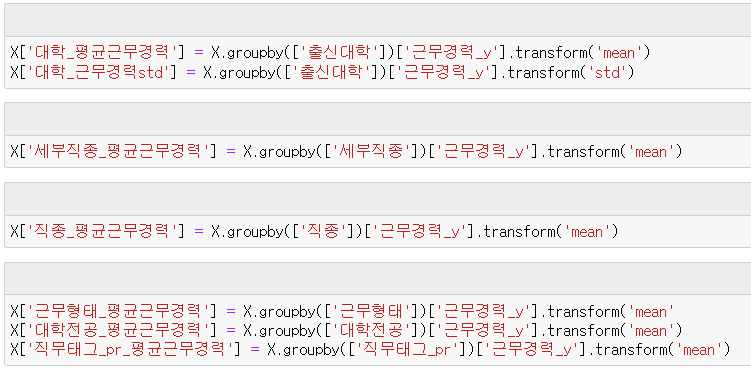 X['대학_평균근무경력'] = X.groupby(['출신대학'])['근무경력_y'].transform('mean')
X['대학_근무경력std'] = X.groupby(['출신대학'])['근무경력_y'].transform('std')
X['세부직종_평균근무경력'] = X.groupby(['세부직종'])['근무경력_y'].transform('mean')
X['직종_평균근무경력'] = X.groupby(['직종'])['근무경력_y'].transform('mean')
X['근무형태_평균근무경력'] = X.groupby(['근무형태'])['근무경력_y'].transform('mean'
X['대학전공_평균근무경력'] = X.groupby(['대학전공'])['근무경력_y'].transform('mean')
X['직무태그_pr_평균근무경력'] = X.groupby(['직무태그_pr'])['근무경력_y'].transform('mean')